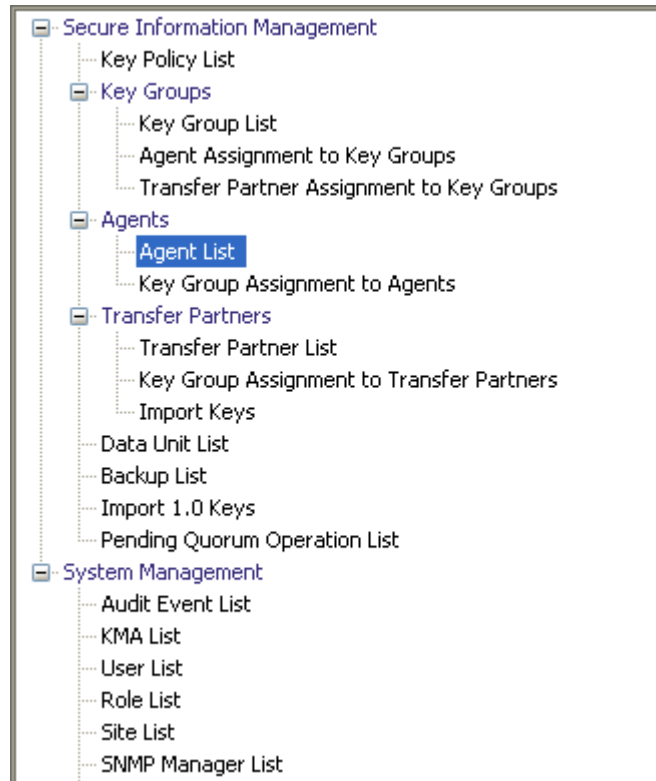 Secure Information Management
Key Policy List
Key Groups
Key Group List
Agent Assignment to Key Groups
Transfer Partner Assignment to Key Groups
Agents
Agent List
Key Group Assignment to Agents
Transfer Partners
Transfer Partner List
Key Group Assignment to Transfer Partners
Import Keys
Data Unit List
Backup List
Import 1.0 Keys
Pending Quorum Operation List
System Management
Audit Event List
KMA List
User List
Role List
Site List
SNMP Manager List